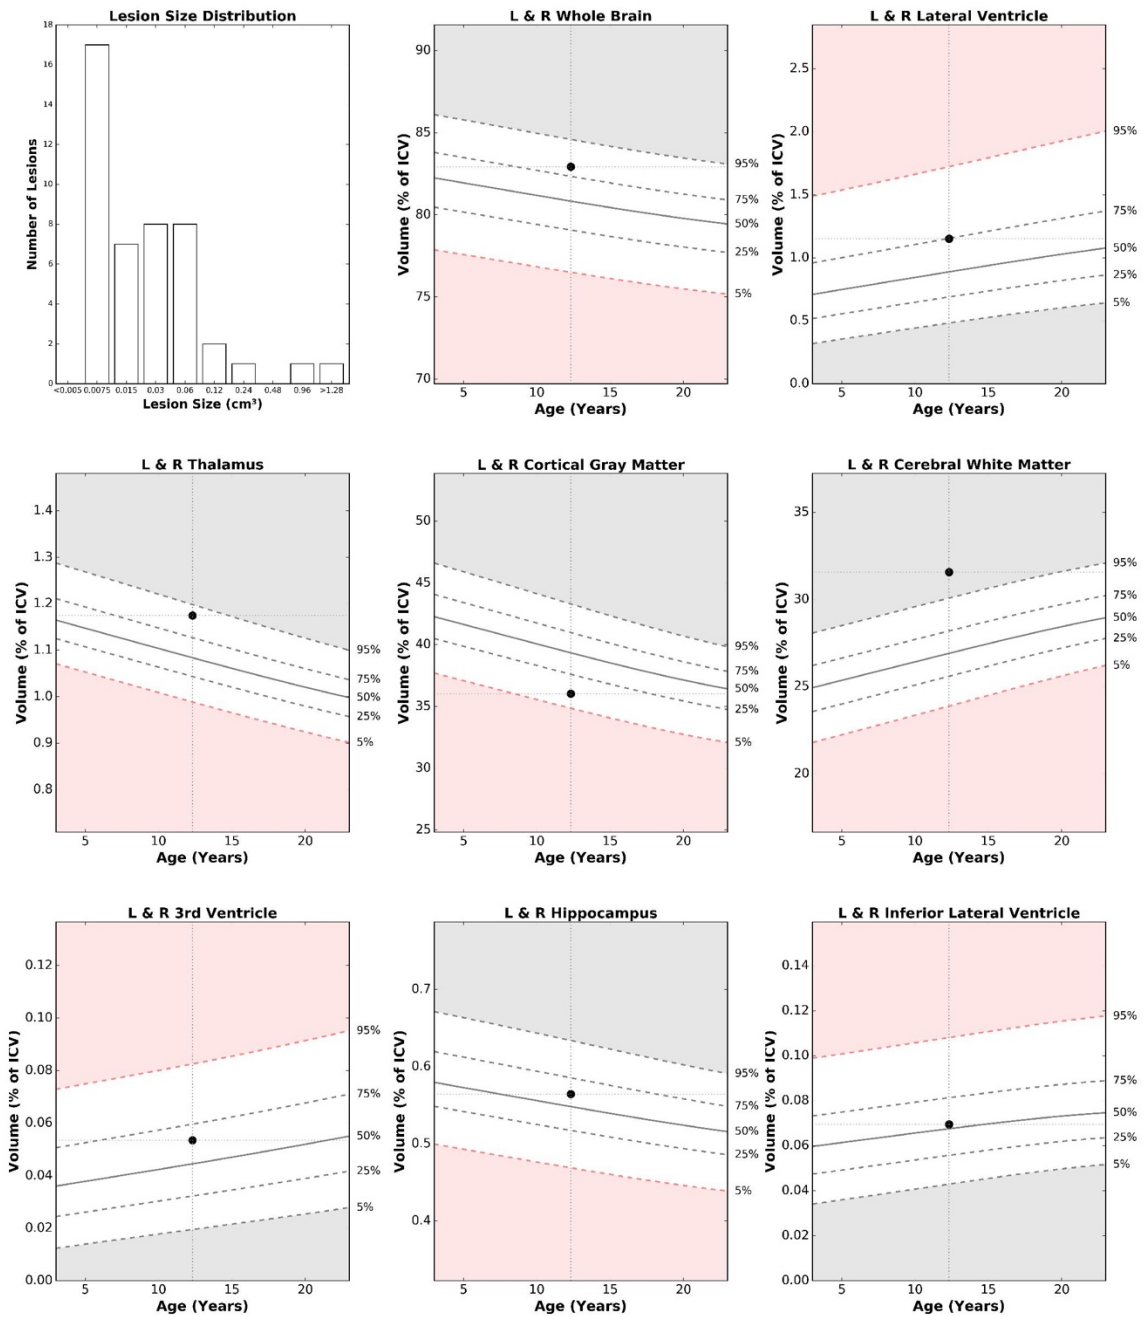 Lesion Size Distribution
18
16
14
12
10
8
6
4
2
0
Number of Lesions
<0.005 0.0075 0.015 0.03 0.06 0.12 0.24 0.48 0.96 >1.28
Lesion Size (cm³)
L & R Whole Brain
90
85
80
75
70
Volume (% of ICV)
95%
75%
50%
25%
5%
5 10 15 20
Age (Years)
L & R Lateral Ventricle
2.5
2.0
1.5
1.0
0.5
0.0
Volume (% of ICV)
95%
75%
50%
25%
5%
5 10 15 20
Age (Years)
L & R Thalamus
1.4
1.3
1.2
1.1
1.0
0.9
0.8
Volume (% of ICV)
95%
75%
50%
25%
5%
5 10 15 20
Age (Years)
L & R Cortical Gray Matter
50
45
40
35
30
25
Volume (% of ICV)
95%
75%
50%
25%
5%
5 10 15 20
Age (Years)
L & R Cerebral White Matter
35
30
25
20
Volume (% of ICV)
95%
75%
50%
25%
5%
5 10 15 20
Age (Years)
L & R 3rd Ventricle
0.12
0.10
0.08
0.06
0.04
0.02
0.00
Volume (% of ICV)
95%
75%
50%
25%
5%
5 10 15 20
Age (Years)
L & R Hippocampus
0.7
0.6
0.5
0.4
Volume (% of ICV)
95%
75%
50%
25%
5%
5 10 15 20
Age (Years)
L & R Inferior Lateral Ventricle
0.14
0.12
0.10
0.08
0.06
0.04
0.02
0.00
Volume (% of ICV)
95%
75%
50%
25%
5%
5 10 15 20
Age (Years)